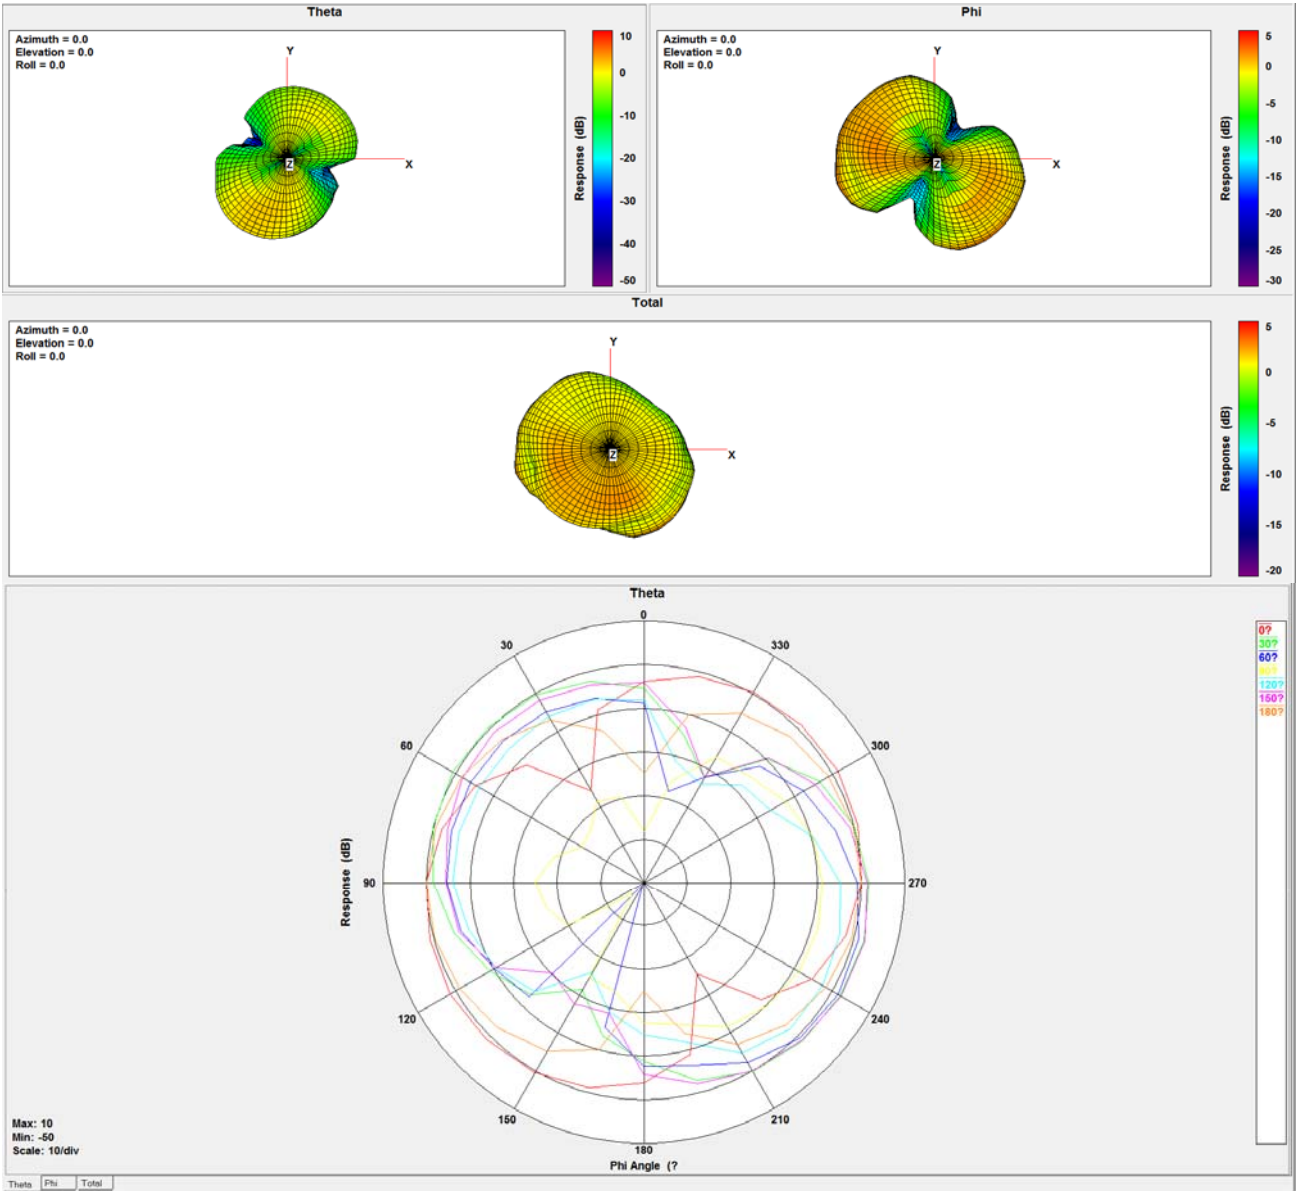 Theta
Azimuth = 0.0
Elevation = 0.0
Roll = 0.0
Y
X
Z
Response (dB)
10
0
-10
-20
-30
-40
-50
Phi
Azimuth = 0.0
Elevation = 0.0
Roll = 0.0
Y
X
Z
Response (dB)
5
0
-5
-10
-15
-20
-25
-30
Total
Azimuth = 0.0
Elevation = 0.0
Roll = 0.0
Y
X
Z
Response (dB)
5
0
-5
-10
-15
-20
Theta
0
30
330
60
300
90
270
120
240
150
210
180
Response (dB)
Phi Angle (?
0?
30?
60?
120?
150?
180?
Max: 10
Min: -50
Scale: 10/div
Theta Phi Total